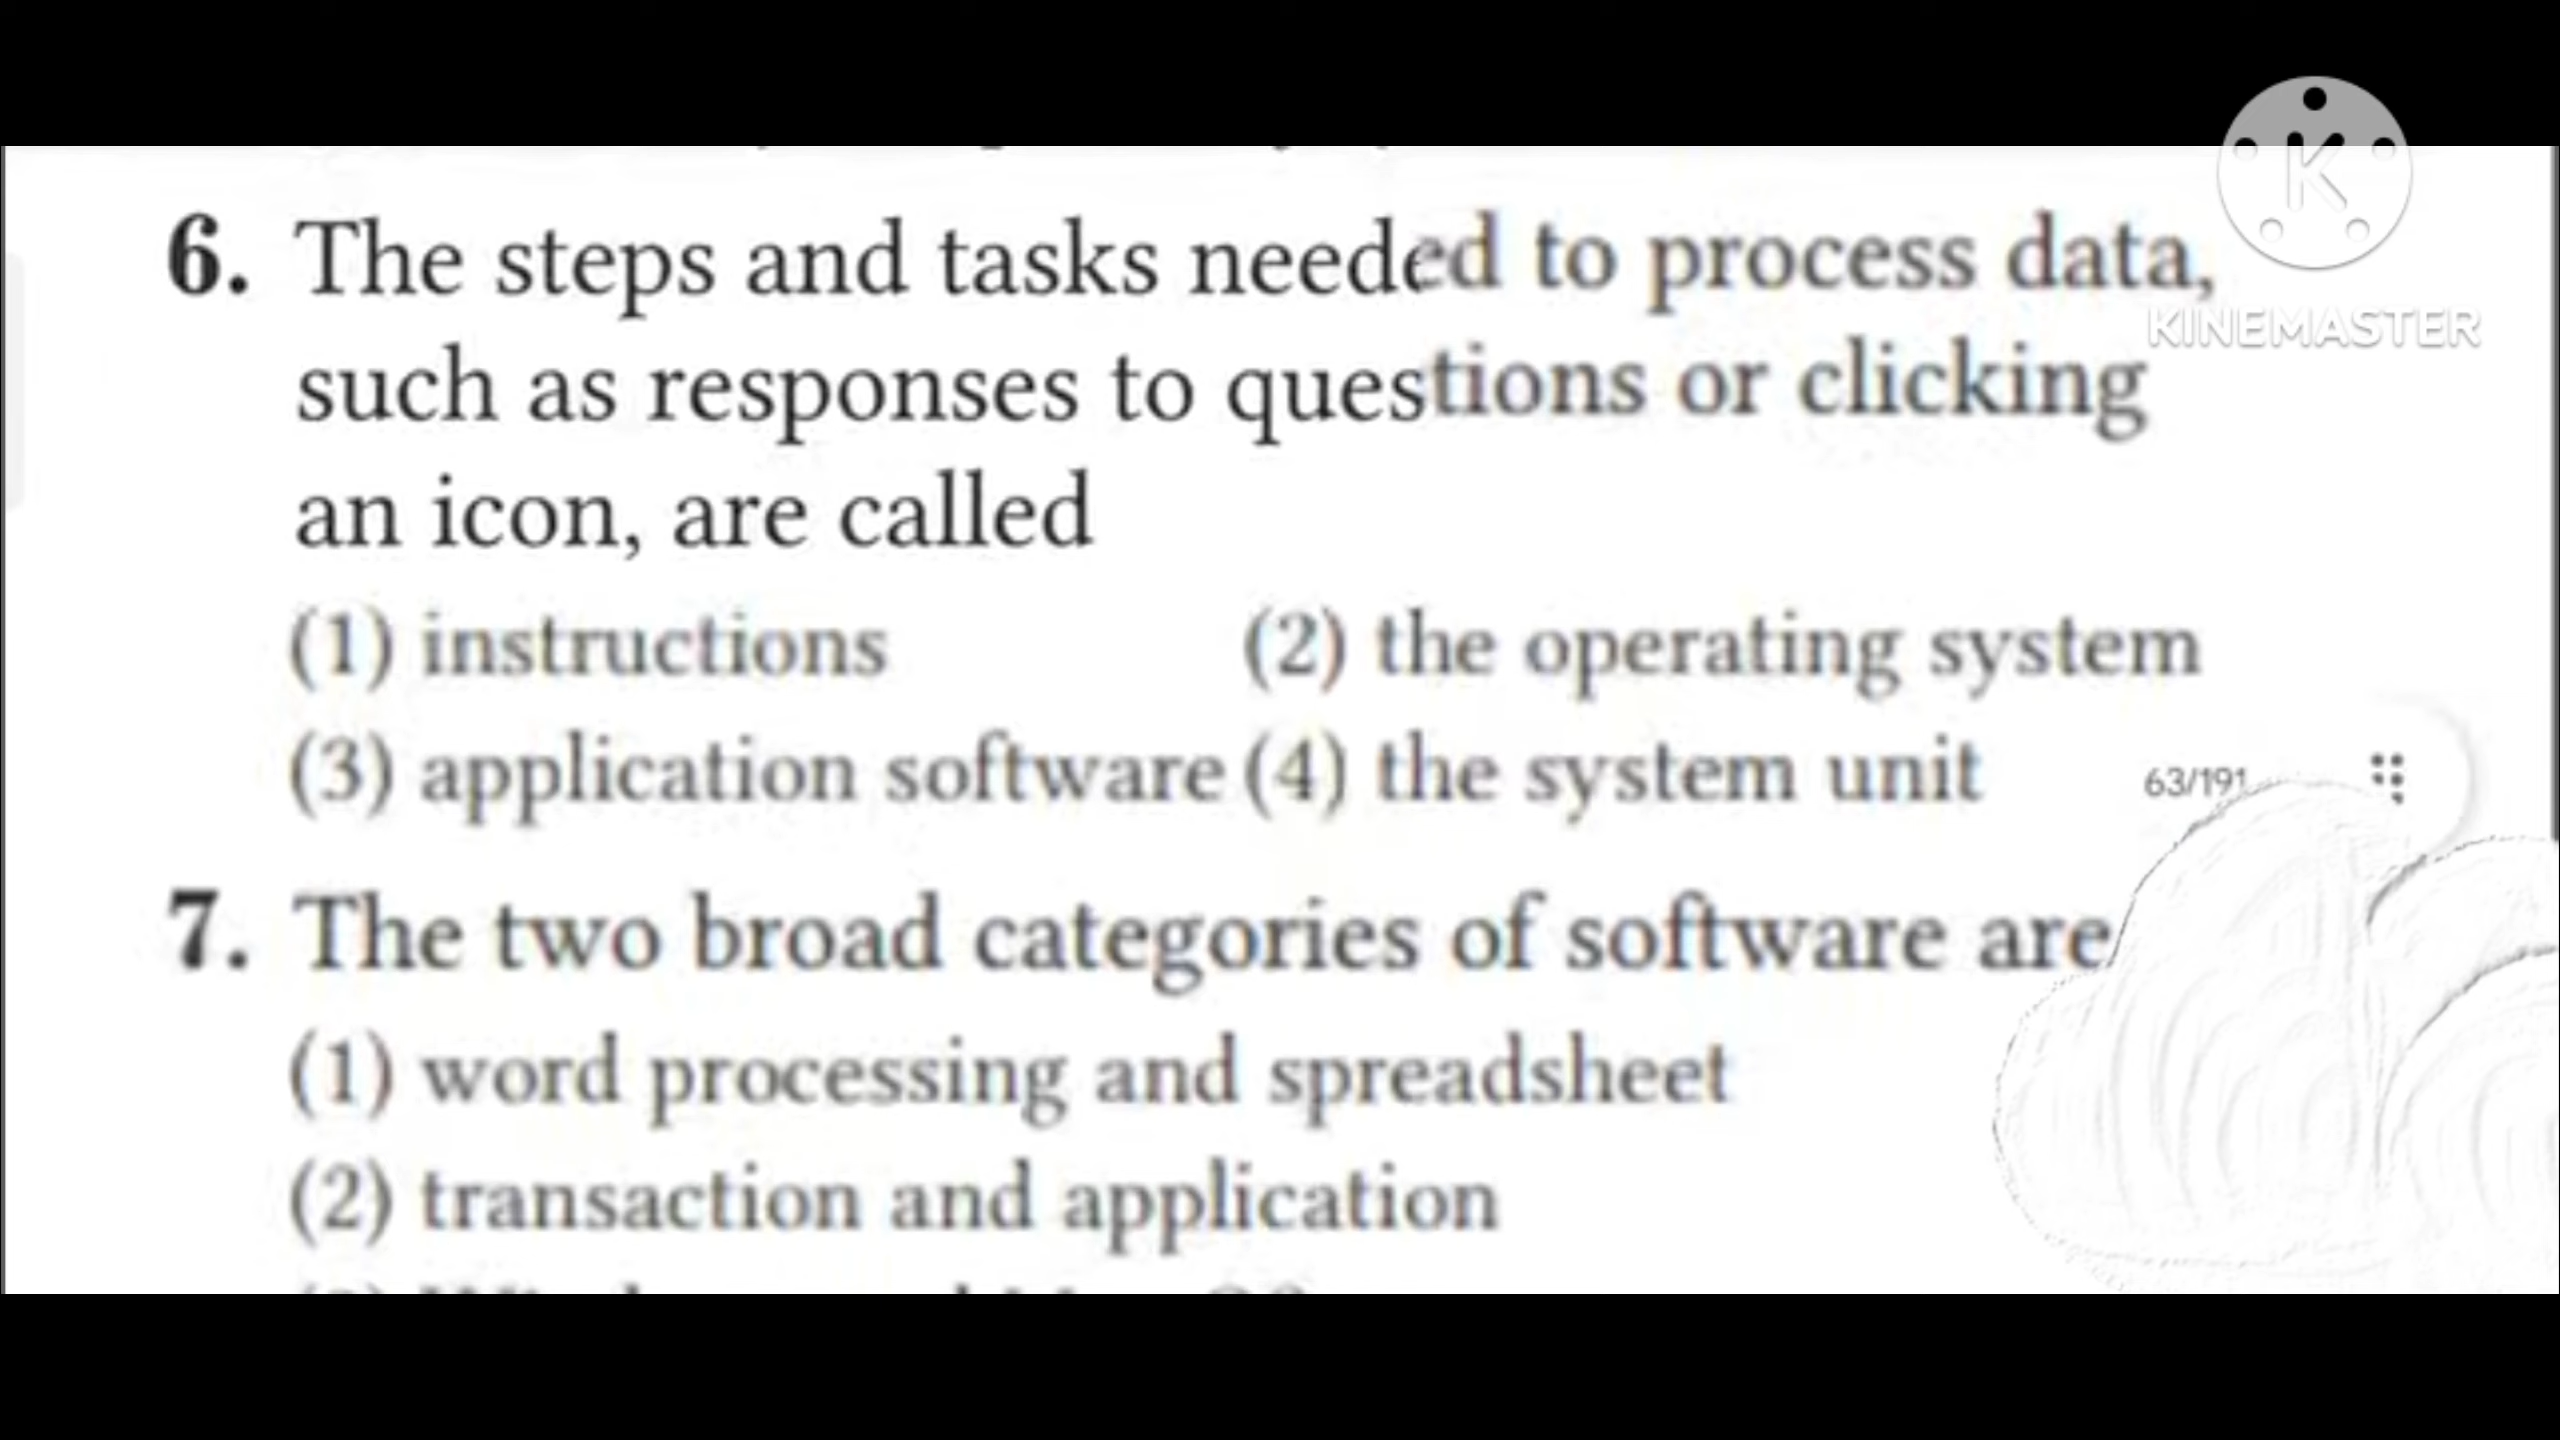 KINEMASTER
6. The steps and tasks needed to process data,
such as responses to questions or clicking
an icon, are called
(1) instructions (2) the operating system
(3) application software (4) the system unit
63/191
7. The two broad categories of software are
(1) word processing and spreadsheet
(2) transaction and application